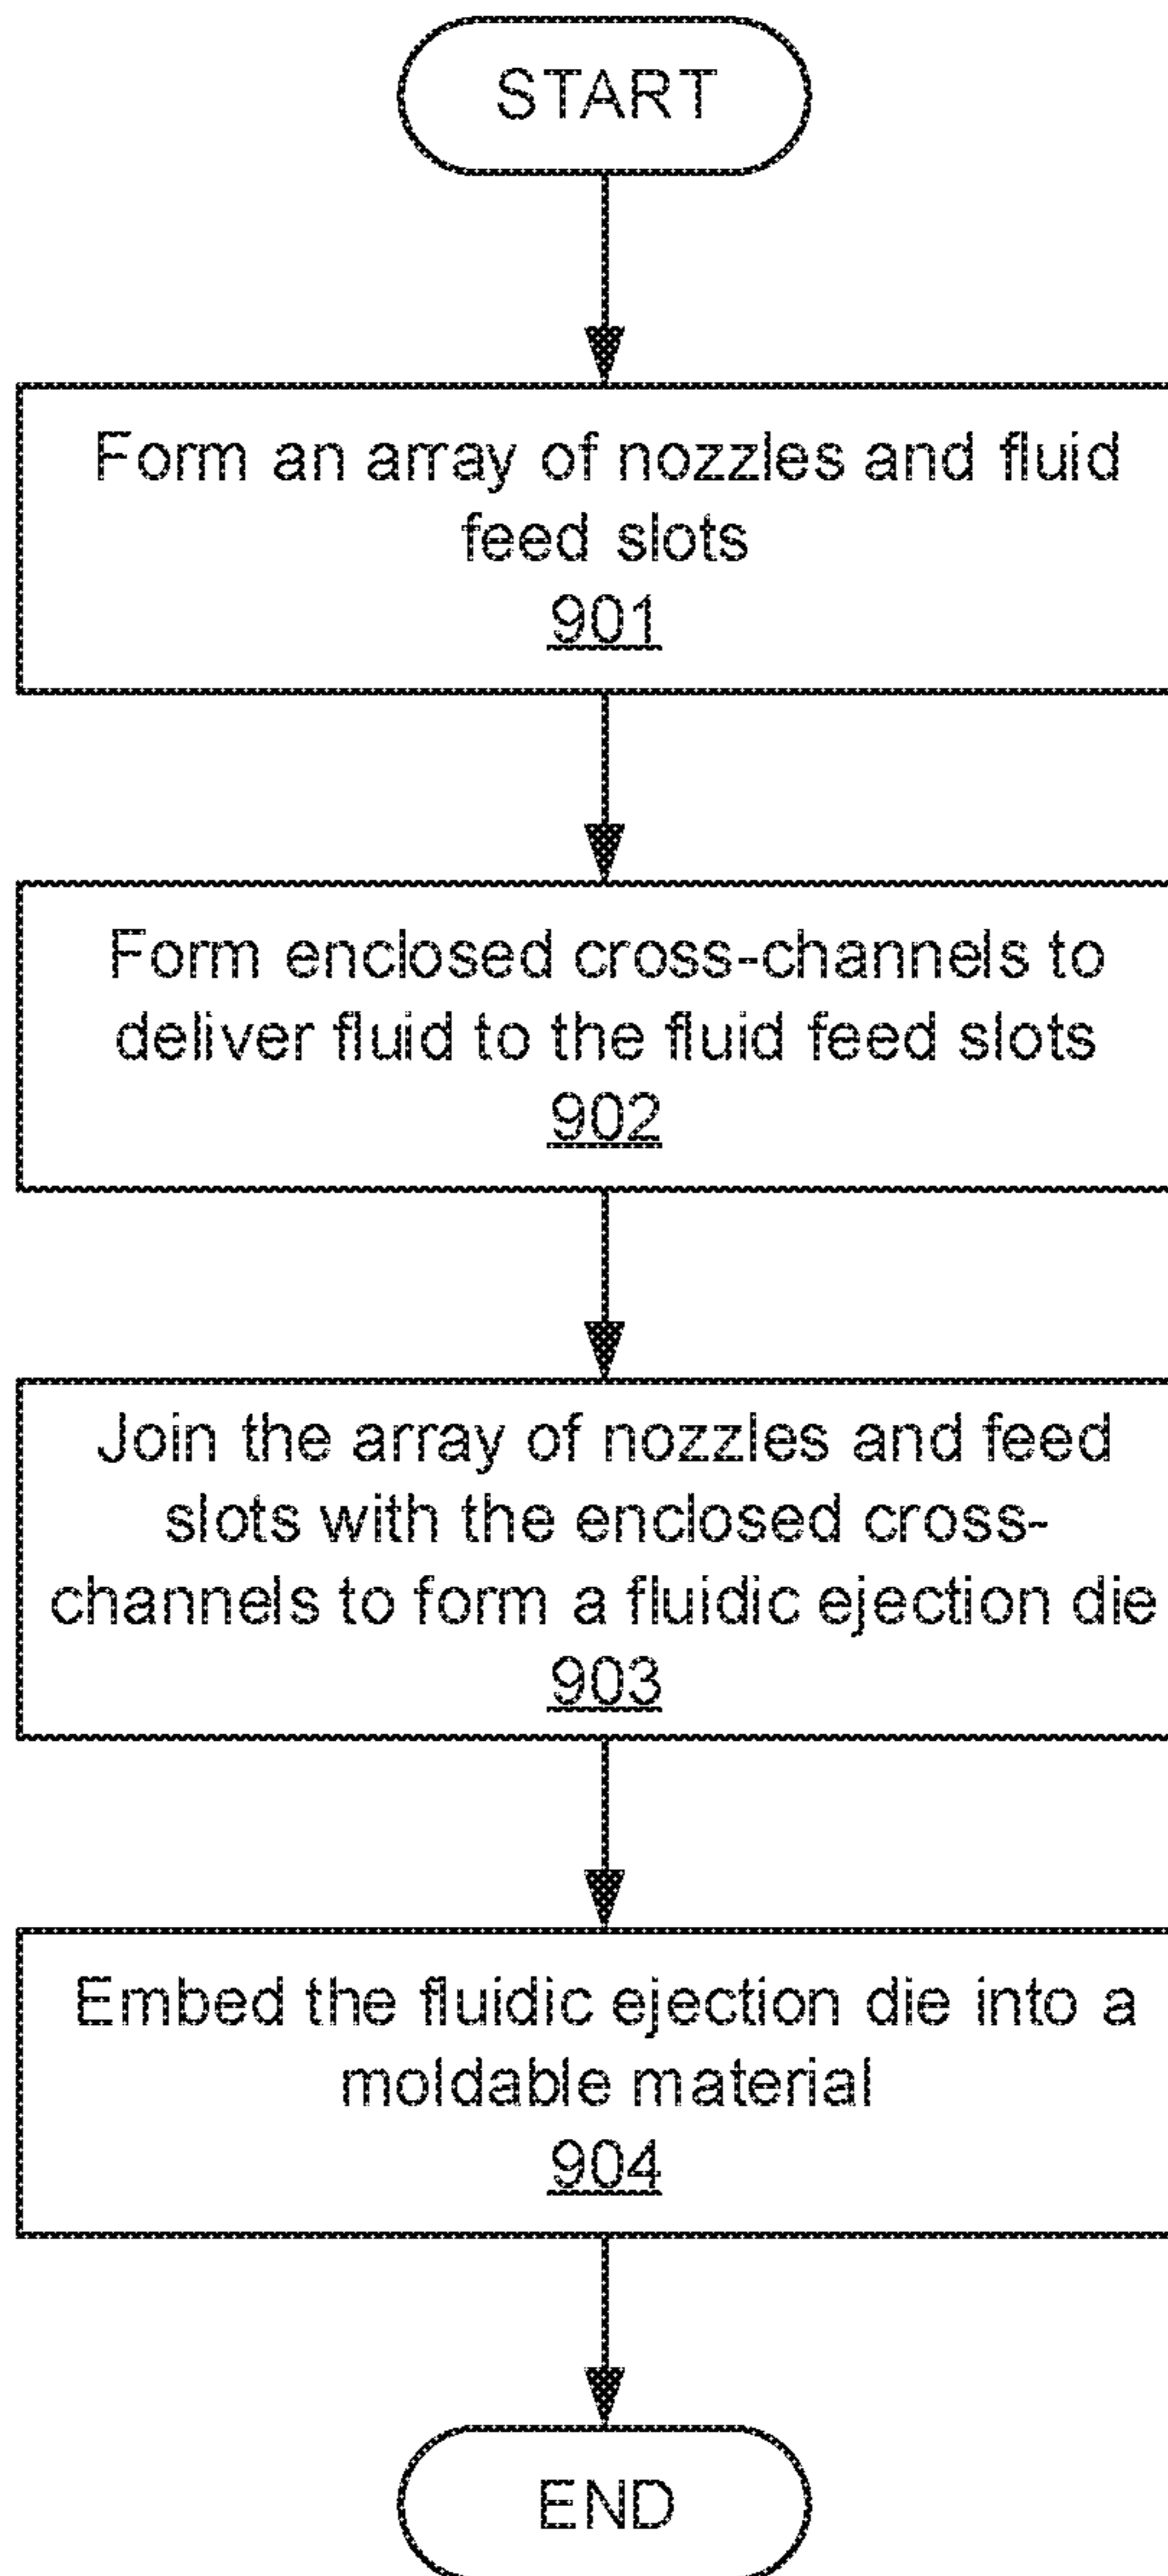 START
Form an array of nozzles and fluid
feed slots
901
Form enclosed cross-channels to
deliver fluid to the fluid feed slots
902
Join the array of nozzles and feed
slots with the enclosed cross-
channels to form a fluidic ejection die
903
Embed the fluidic ejection die into a
moldable material
904
END